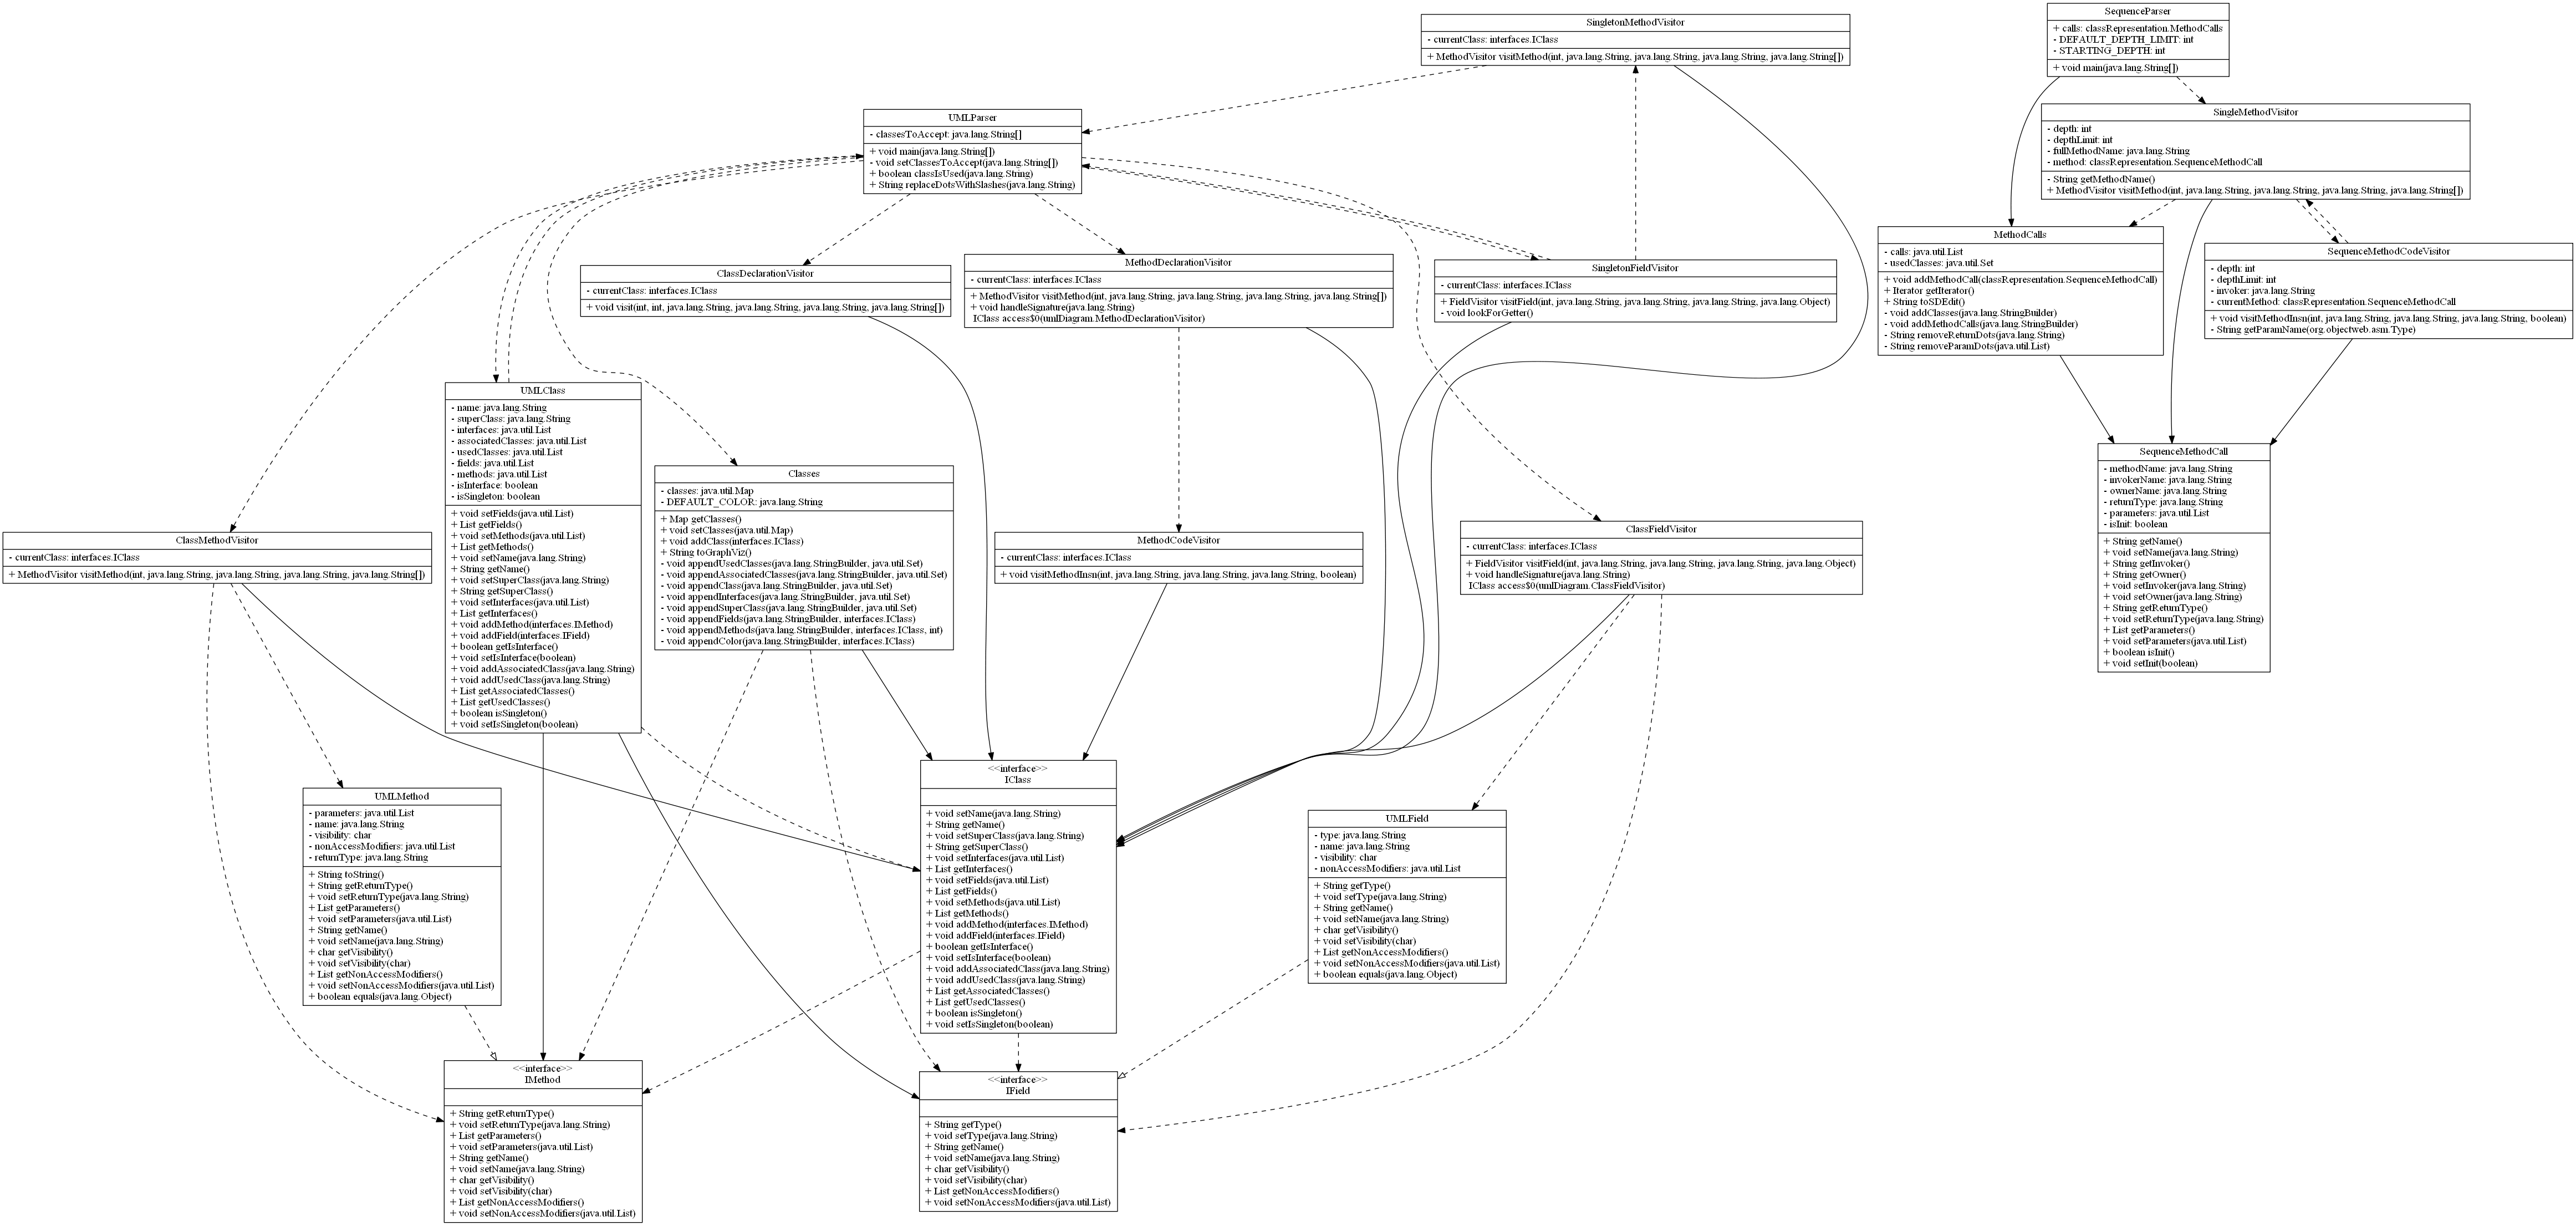 SingletonMethodVisitor
- currentClass: interfaces.IClass
+ MethodVisitor visitMethod(int, java.lang.String, java.lang.String, java.lang.String, java.lang.String[])
SequenceParser
+ calls: classRepresentation.MethodCalls
- DEFAULT_DEPTH_LIMIT: int
- STARTING_DEPTH: int
+ void main(java.lang.String[])
UMLParser
- classesToAccept: java.lang.String[]
+ void main(java.lang.String[])
- void setClassesToAccept(java.lang.String[])
+ boolean classIsUsed(java.lang.String)
+ String replaceDotsWithSlashes(java.lang.String)
SingleMethodVisitor
- depth: int
- depthLimit: int
- fullMethodName: java.lang.String
- method: classRepresentation.SequenceMethodCall
- String getMethodName()
+ MethodVisitor visitMethod(int, java.lang.String, java.lang.String, java.lang.String, java.lang.String[])
ClassDeclarationVisitor
- currentClass: interfaces.IClass
+ void visit(int, int, java.lang.String, java.lang.String, java.lang.String, java.lang.String[])
MethodDeclarationVisitor
- currentClass: interfaces.IClass
+ MethodVisitor visitMethod(int, java.lang.String, java.lang.String, java.lang.String, java.lang.String[])
+ void handleSignature(java.lang.String)
IClass access$0(umlDiagram.MethodDeclarationVisitor)
SingletonFieldVisitor
- currentClass: interfaces.IClass
+ FieldVisitor visitField(int, java.lang.String, java.lang.String, java.lang.String, java.lang.Object)
- void lookForGetter()
MethodCalls
- calls: java.util.List
- usedClasses: java.util.Set
+ void addMethodCall(classRepresentation.SequenceMethodCall)
+ Iterator getIterator()
+ String toSDEdit()
- void addClasses(java.lang.StringBuilder)
- void addMethodCalls(java.lang.StringBuilder)
- String removeReturnDots(java.lang.String)
- String removeParamDots(java.util.List)
SequenceMethodCodeVisitor
- depth: int
- depthLimit: int
- invoker: java.lang.String
- currentMethod: classRepresentation.SequenceMethodCall
+ void visitMethodInsn(int, java.lang.String, java.lang.String, java.lang.String, boolean)
- String getParamName(org.objectweb.asm.Type)
UMLClass
- name: java.lang.String
- superClass: java.lang.String
- interfaces: java.util.List
- associatedClasses: java.util.List
- usedClasses: java.util.List
- fields: java.util.List
- methods: java.util.List
- isInterface: boolean
- isSingleton: boolean
+ void setFields(java.util.List)
+ List getFields()
+ void setMethods(java.util.List)
+ List getMethods()
+ void setName(java.lang.String)
+ String getName()
+ void setSuperClass(java.lang.String)
+ String getSuperClass()
+ void setInterfaces(java.util.List)
+ List getInterfaces()
+ void addMethod(interfaces.IMethod)
+ void addField(interfaces.IField)
+ boolean getIsInterface()
+ void setIsInterface(boolean)
+ void addAssociatedClass(java.lang.String)
+ void addUsedClass(java.lang.String)
+ List getAssociatedClasses()
+ List getUsedClasses()
+ boolean isSingleton()
+ void setIsSingleton(boolean)
Classes
- classes: java.util.Map
- DEFAULT_COLOR: java.lang.String
+ Map getClasses()
+ void setClasses(java.util.Map)
+ void addClass(interfaces.IClass)
+ String toGraphViz()
- void appendUsedClasses(java.lang.StringBuilder, java.util.Set)
- void appendAssociatedClasses(java.lang.StringBuilder, java.util.Set)
- void appendClass(java.lang.StringBuilder, java.util.Set)
- void appendInterfaces(java.lang.StringBuilder, java.util.Set)
- void appendSuperClass(java.lang.StringBuilder, java.util.Set)
- void appendFields(java.lang.StringBuilder, interfaces.IClass)
- void appendMethods(java.lang.StringBuilder, interfaces.IClass, int)
- void appendColor(java.lang.StringBuilder, interfaces.IClass)
SequenceMethodCall
- methodName: java.lang.String
- invokerName: java.lang.String
- ownerName: java.lang.String
- returnType: java.lang.String
- parameters: java.util.List
- isInit: boolean
+ String getName()
+ void setName(java.lang.String)
+ String getInvoker()
+ String getOwner()
+ void setInvoker(java.lang.String)
+ void setOwner(java.lang.String)
+ String getReturnType()
+ void setReturnType(java.lang.String)
+ List getParameters()
+ void setParameters(java.util.List)
+ boolean isInit()
+ void setInit(boolean)
ClassMethodVisitor
- currentClass: interfaces.IClass
+ MethodVisitor visitMethod(int, java.lang.String, java.lang.String, java.lang.String, java.lang.String[])
MethodCodeVisitor
- currentClass: interfaces.IClass
+ void visitMethodInsn(int, java.lang.String, java.lang.String, java.lang.String, boolean)
ClassFieldVisitor
- currentClass: interfaces.IClass
+ FieldVisitor visitField(int, java.lang.String, java.lang.String, java.lang.String, java.lang.Object)
+ void handleSignature(java.lang.String)
IClass access$0(umlDiagram.ClassFieldVisitor)
UMLMethod
- parameters: java.util.List
- name: java.lang.String
- visibility: char
- nonAccessModifiers: java.util.List
- returnType: java.lang.String
+ String toString()
+ String getReturnType()
+ void setReturnType(java.lang.String)
+ List getParameters()
+ void setParameters(java.util.List)
+ String getName()
+ void setName(java.lang.String)
+ char getVisibility()
+ void setVisibility(char)
+ List getNonAccessModifiers()
+ void setNonAccessModifiers(java.util.List)
+ boolean equals(java.lang.Object)
<<interface>>
IClass
+ void setName(java.lang.String)
+ String getName()
+ void setSuperClass(java.lang.String)
+ String getSuperClass()
+ void setInterfaces(java.util.List)
+ List getInterfaces()
+ void setFields(java.util.List)
+ List getFields()
+ void setMethods(java.util.List)
+ List getMethods()
+ void addMethod(interfaces.IMethod)
+ void addField(interfaces.IField)
+ boolean getIsInterface()
+ void setIsInterface(boolean)
+ void addAssociatedClass(java.lang.String)
+ void addUsedClass(java.lang.String)
+ List getAssociatedClasses()
+ List getUsedClasses()
+ boolean isSingleton()
+ void setIsSingleton(boolean)
UMLField
- type: java.lang.String
- name: java.lang.String
- visibility: char
- nonAccessModifiers: java.util.List
+ String getType()
+ void setType(java.lang.String)
+ String getName()
+ void setName(java.lang.String)
+ char getVisibility()
+ void setVisibility(char)
+ List getNonAccessModifiers()
+ void setNonAccessModifiers(java.util.List)
+ boolean equals(java.lang.Object)
<<interface>>
IMethod
+ String getReturnType()
+ void setReturnType(java.lang.String)
+ List getParameters()
+ void setParameters(java.util.List)
+ String getName()
+ void setName(java.lang.String)
+ char getVisibility()
+ void setVisibility(char)
+ List getNonAccessModifiers()
+ void setNonAccessModifiers(java.util.List)
<<interface>>
IField
+ String getType()
+ void setType(java.lang.String)
+ String getName()
+ void setName(java.lang.String)
+ char getVisibility()
+ void setVisibility(char)
+ List getNonAccessModifiers()
+ void setNonAccessModifiers(java.util.List)